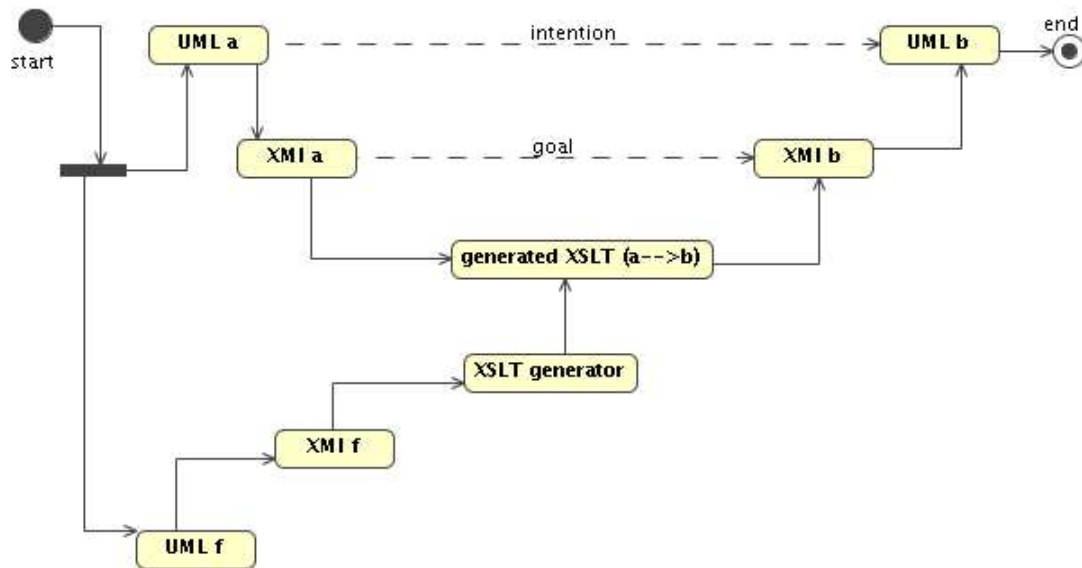 start
UML a
intention
UML b
end
XMI a
goal
XMI b
generated XSLT (a-->b)
XSLT generator
XMI f
UML f